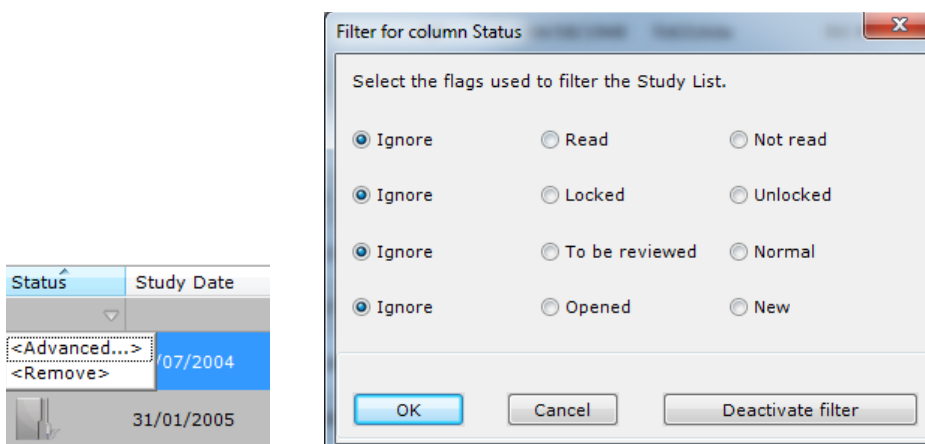 Filter for column Status
Select the flags used to filter the Study List.
Ignore Read Not read
Ignore Locked Unlocked
Ignore To be reviewed Normal
Ignore Opened New
OK Cancel Deactivate filter
Status Study Date
<Advanced...> /07/2004
<Remove>
31/01/2005